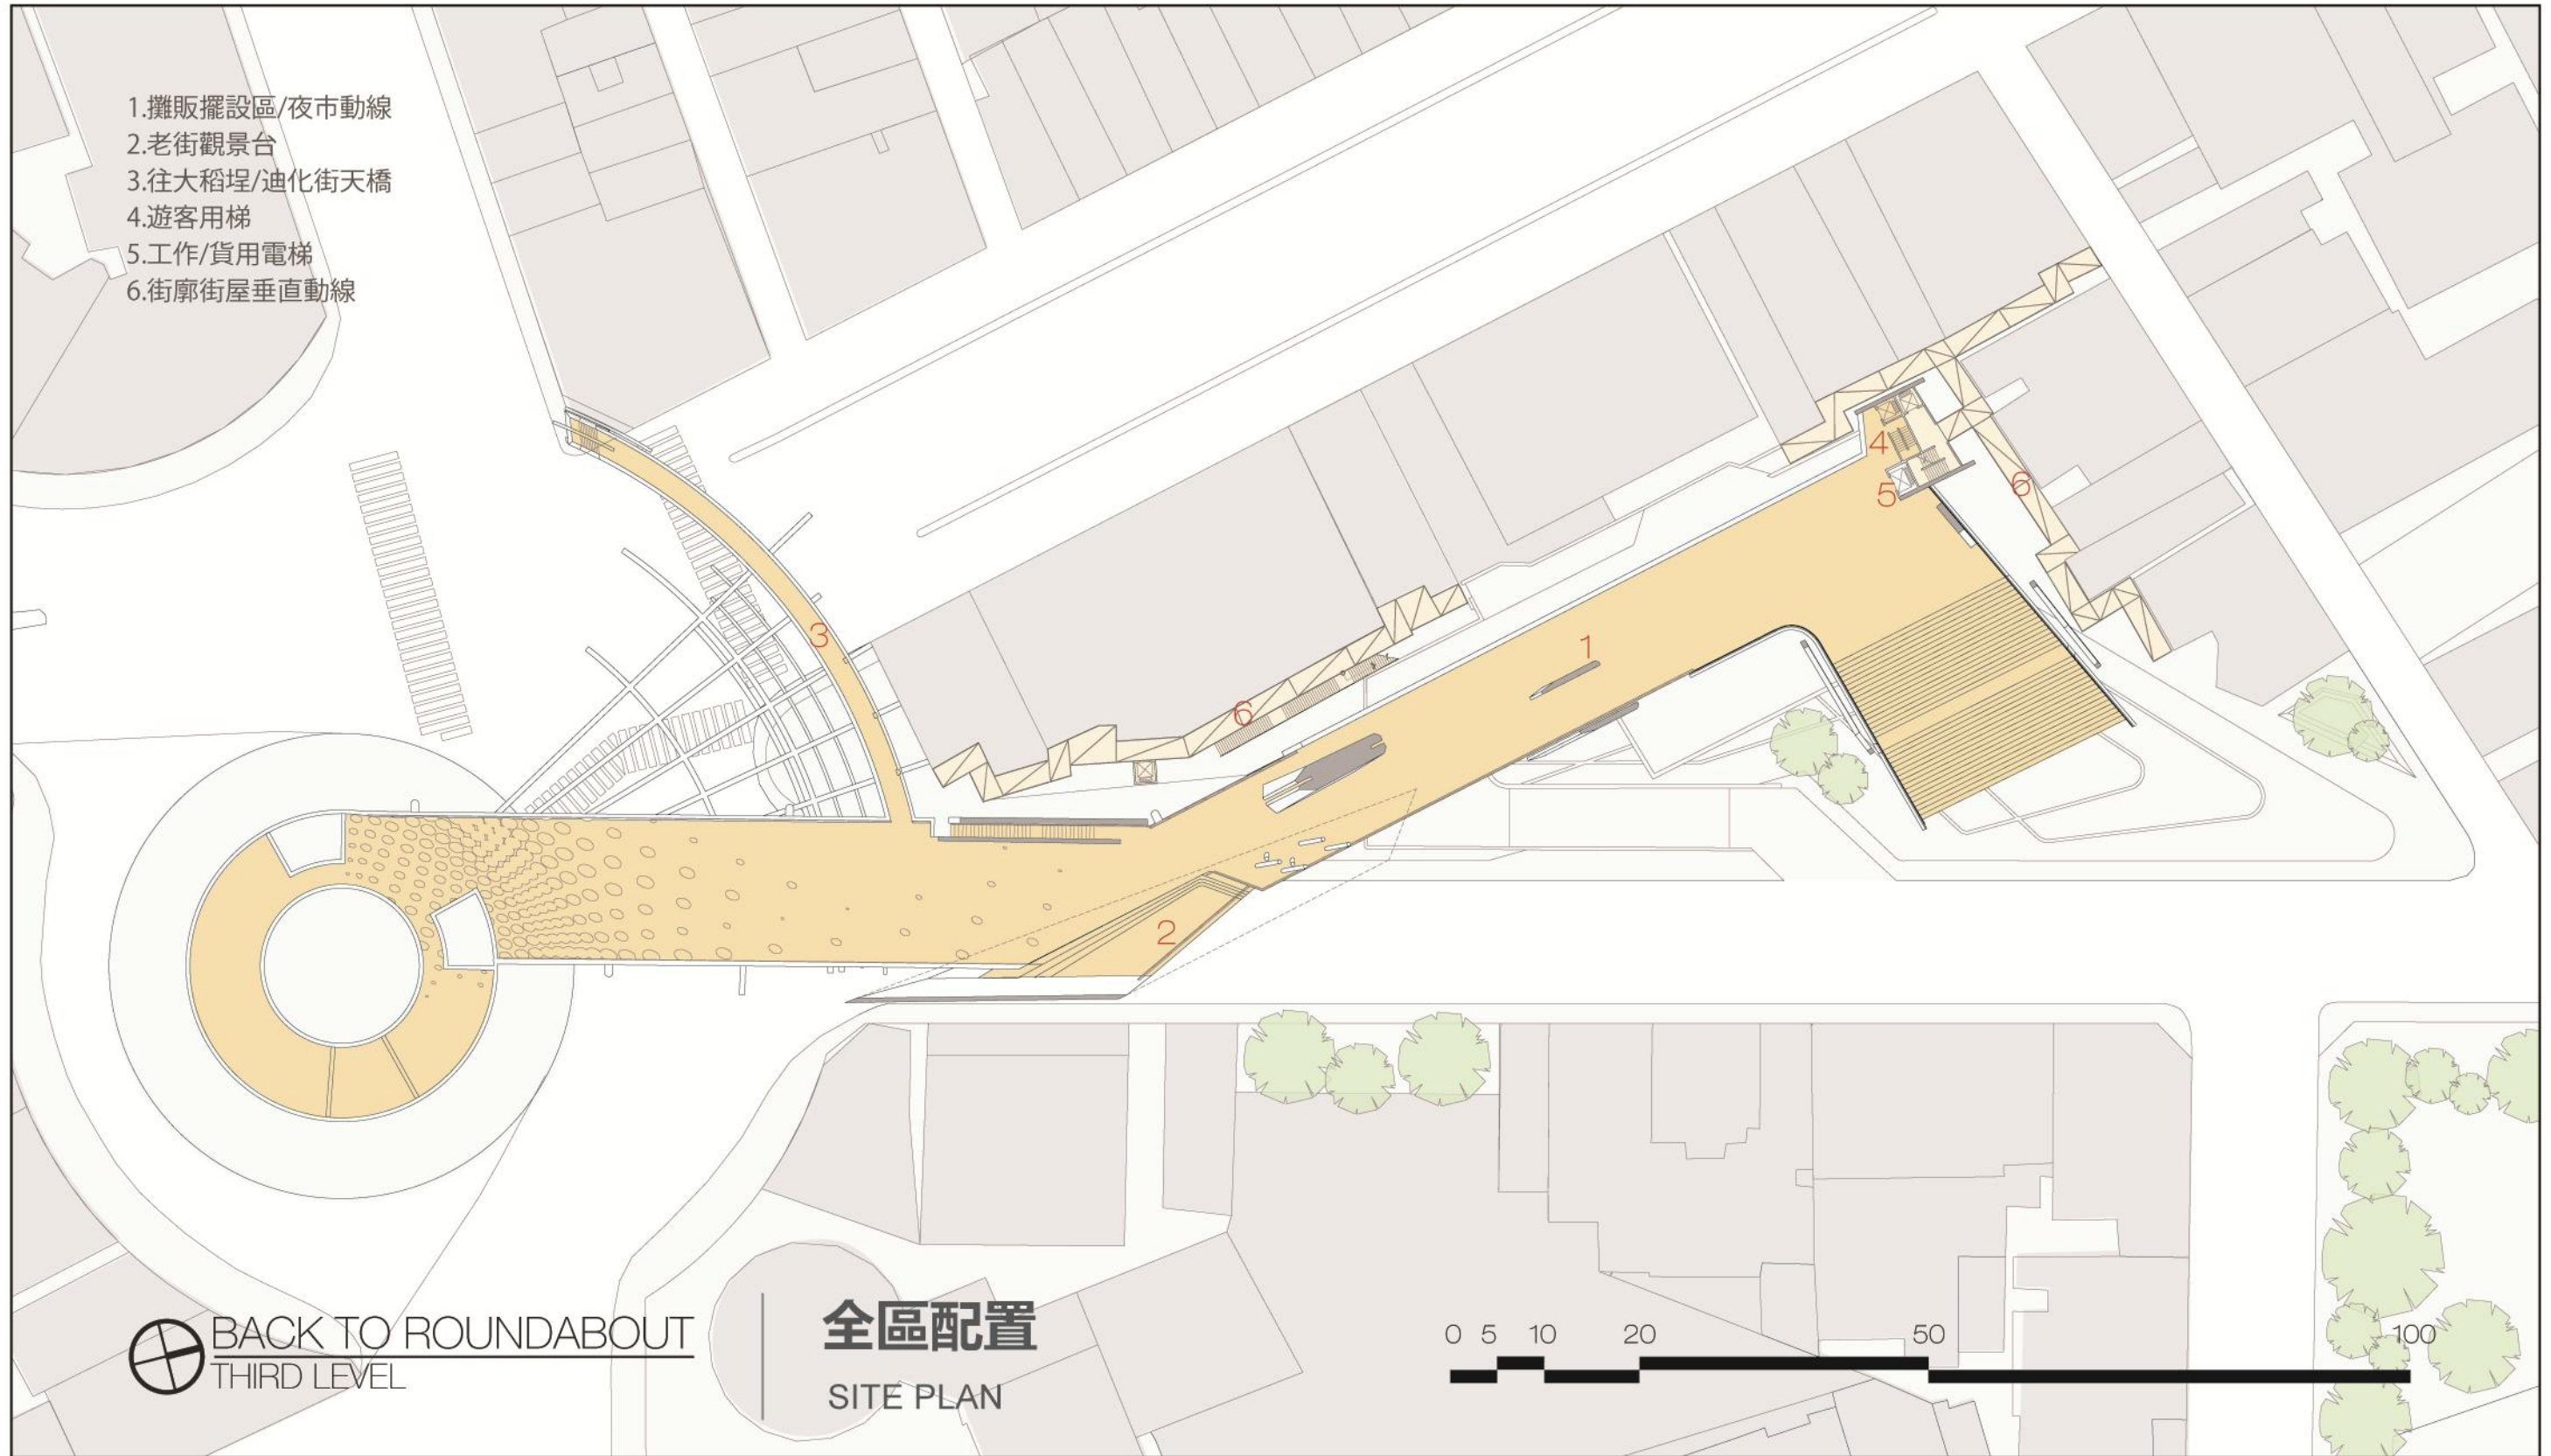 1.攤販擺設區/夜市動線
2.老街觀景台
3.往大稻埕/迪化街天橋
4.遊客用梯
5.工作/貨用電梯
6.街廓街屋垂直動線
4
5
6
3
1
6
2
BACK TO ROUNDABOUT
THIRD LEVEL
全區配置
SITE PLAN
0 5 10 20 50 100